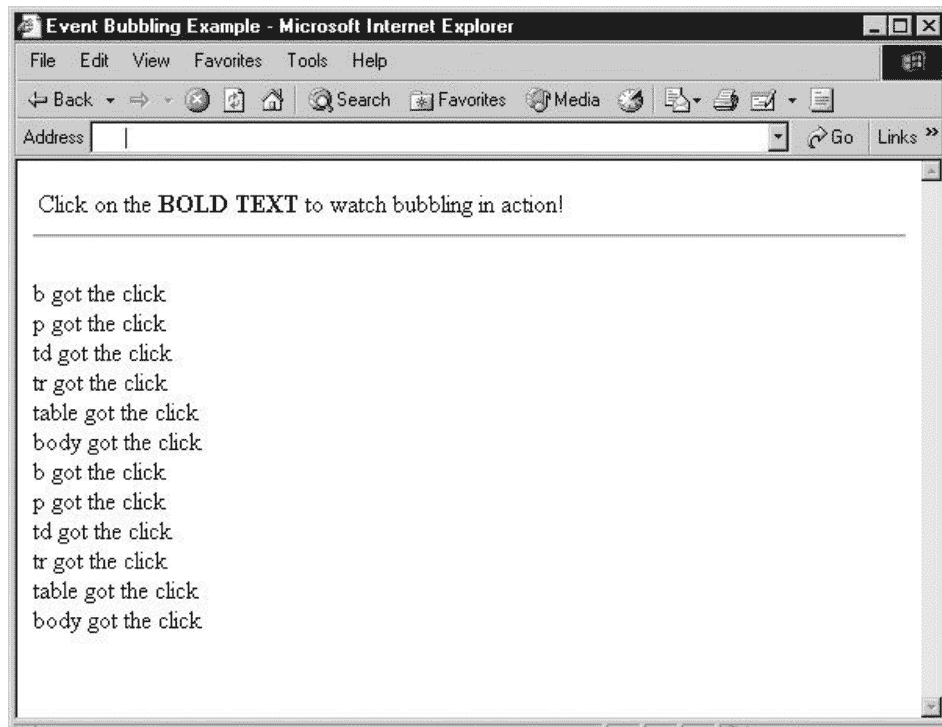 Event Bubbling Example - Microsoft Internet Explorer
File Edit View Favorites Tools Help
Back Search Favorites Media
Address Go Links »
Click on the BOLD TEXT to watch bubbling in action!
b got the click
p got the click
td got the click
tr got the click
table got the click
body got the click
b got the click
p got the click
td got the click
tr got the click
table got the click
body got the click